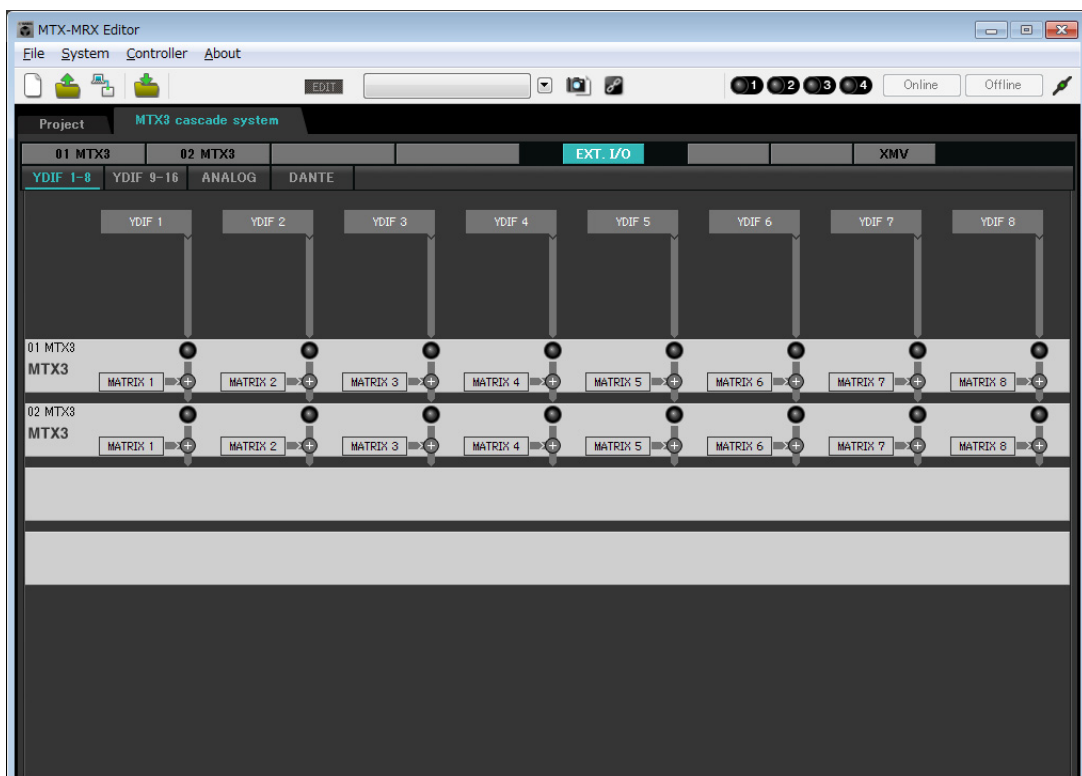 MTX-MRX Editor
File System Controller About
EDIT 1 2 3 4 Online Offline
Project MTX3 cascade system
01 MTX3 02 MTX3 EXT. I/O XMV
YDIF 1-8 YDIF 9-16 ANALOG DANTE
YDIF 1 YDIF 2 YDIF 3 YDIF 4 YDIF 5 YDIF 6 YDIF 7 YDIF 8
01 MTX3
MTX3
MATRIX 1 MATRIX 2 MATRIX 3 MATRIX 4 MATRIX 5 MATRIX 6 MATRIX 7 MATRIX 8
02 MTX3
MTX3
MATRIX 1 MATRIX 2 MATRIX 3 MATRIX 4 MATRIX 5 MATRIX 6 MATRIX 7 MATRIX 8